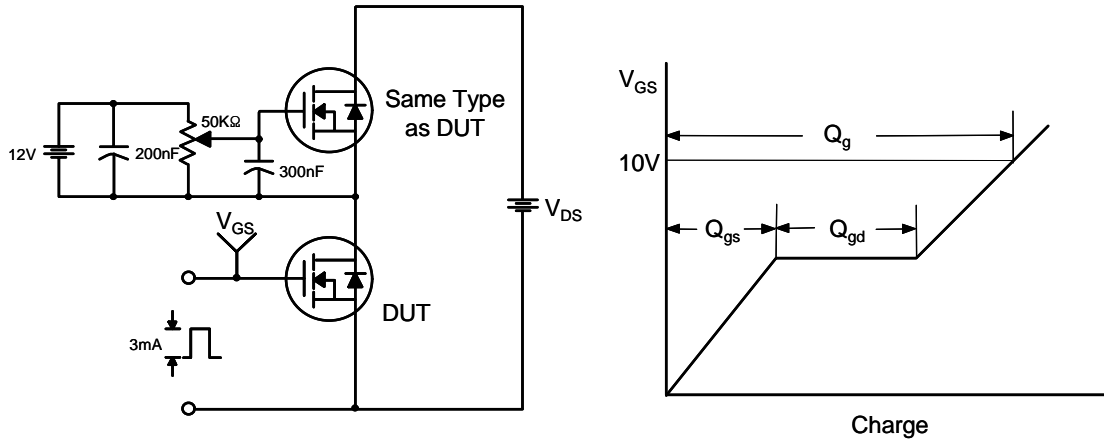 Same Type
as DUT
50KΩ
12V
200nF
300nF
V_GS
V_DS
DUT
3mA
V_GS
Q_g
10V
Q_gs
Q_gd
Charge